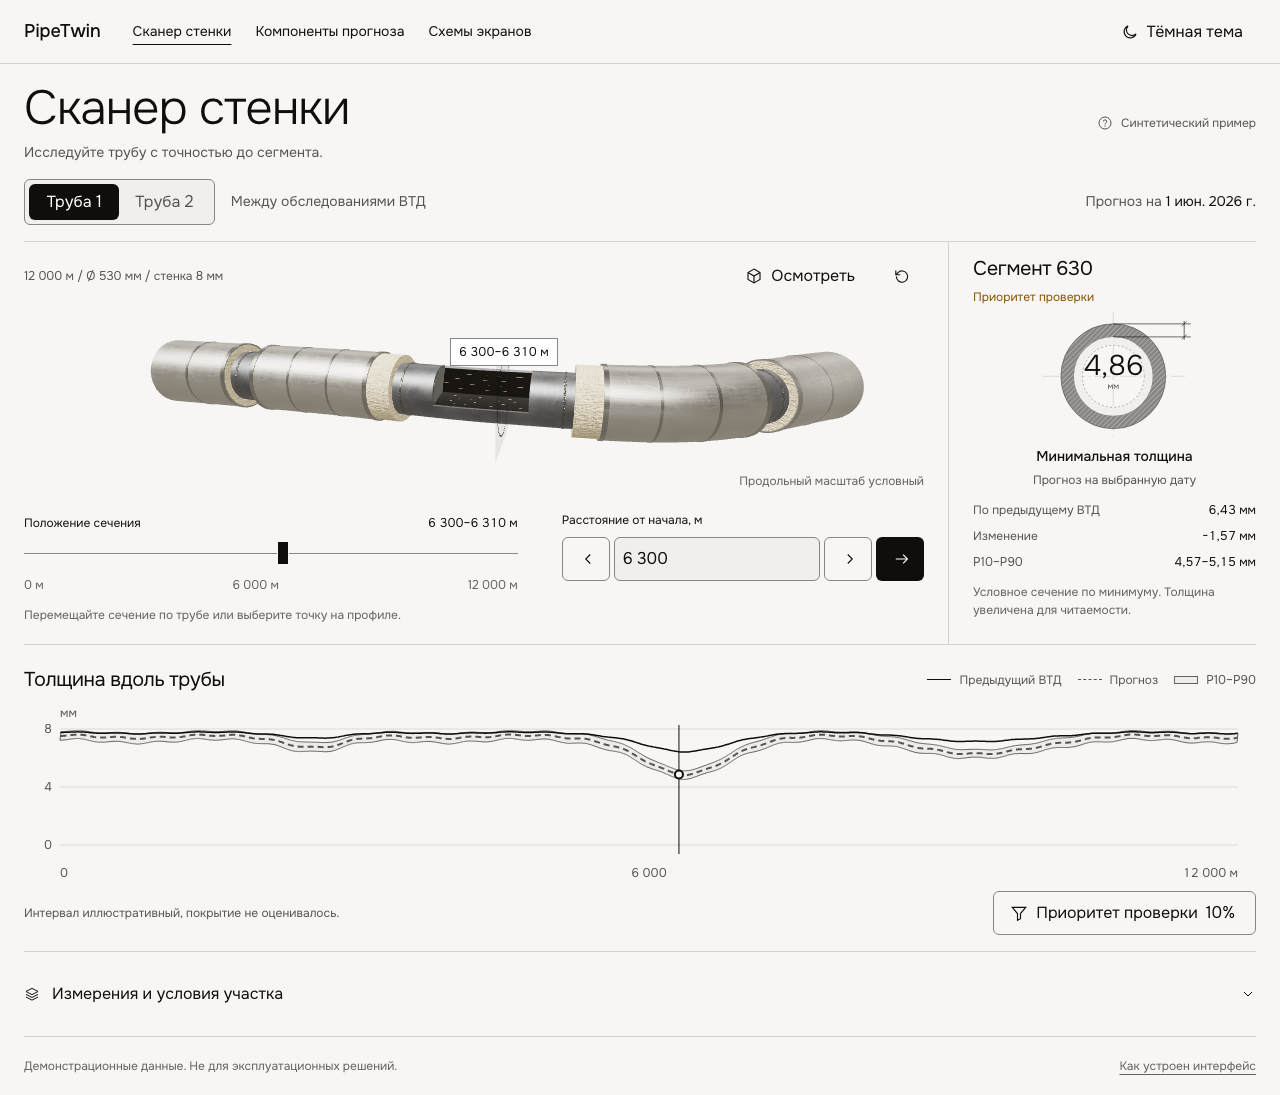 PipeTwin
Сканер стенки
Компоненты прогноза
Схемы экранов
Тёмная тема
Сканер стенки
Синтетический пример
Исследуйте трубу с точностью до сегмента.
Труба 1
Труба 2
Между обследованиями ВТД
Прогноз на 1 июн. 2026 г.
12 000 м / Ø 530 мм / стенка 8 мм
Осмотреть
6 300–6 310 м
Продольный масштаб условный
Положение сечения
6 300–6 310 м
0 м
6 000 м
12 000 м
Перемещайте сечение по трубе или выберите точку на профиле.
Расстояние от начала, м
6 300
Сегмент 630
Приоритет проверки
4,86
мм
Минимальная толщина
Прогноз на выбранную дату
По предыдущему ВТД
6,43 мм
Изменение
−1,57 мм
P10–P90
4,57–5,15 мм
Условное сечение по минимуму. Толщина
увеличена для читаемости.
Толщина вдоль трубы
Предыдущий ВТД
Прогноз
P10–P90
мм
8
4
0
0
6 000
12 000 м
Интервал иллюстративный, покрытие не оценивалось.
Приоритет проверки 10%
Измерения и условия участка
Демонстрационные данные. Не для эксплуатационных решений.
Как устроен интерфейс